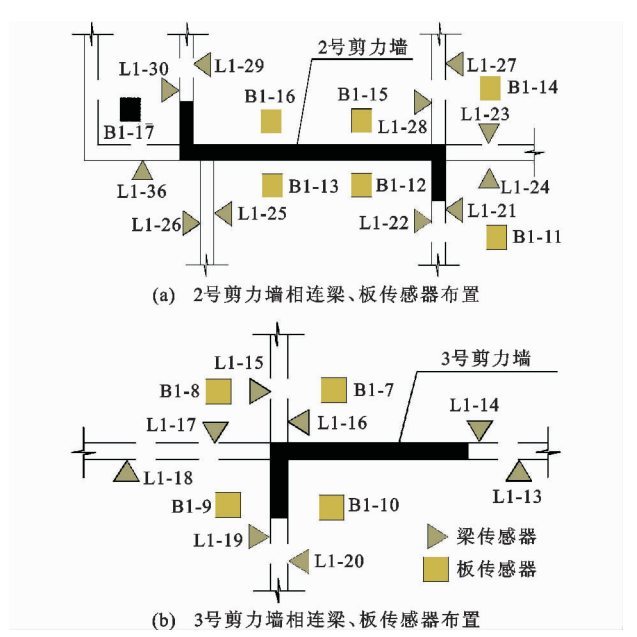 2号剪力墙
L1-30
L1-29
L1-27
B1-14
B1-16
B1-15
L1-23
B1-17
L1-28
L1-36
B1-13
B1-12
L1-24
L1-26
L1-25
L1-22
L1-21
B1-11
(a) 2号剪力墙相连梁、板传感器布置
L1-15
3号剪力墙
B1-8
B1-7
L1-17
L1-16
L1-14
L1-18
L1-13
B1-9
B1-10
L1-19
梁传感器
L1-20
板传感器
(b) 3号剪力墙相连梁、板传感器布置